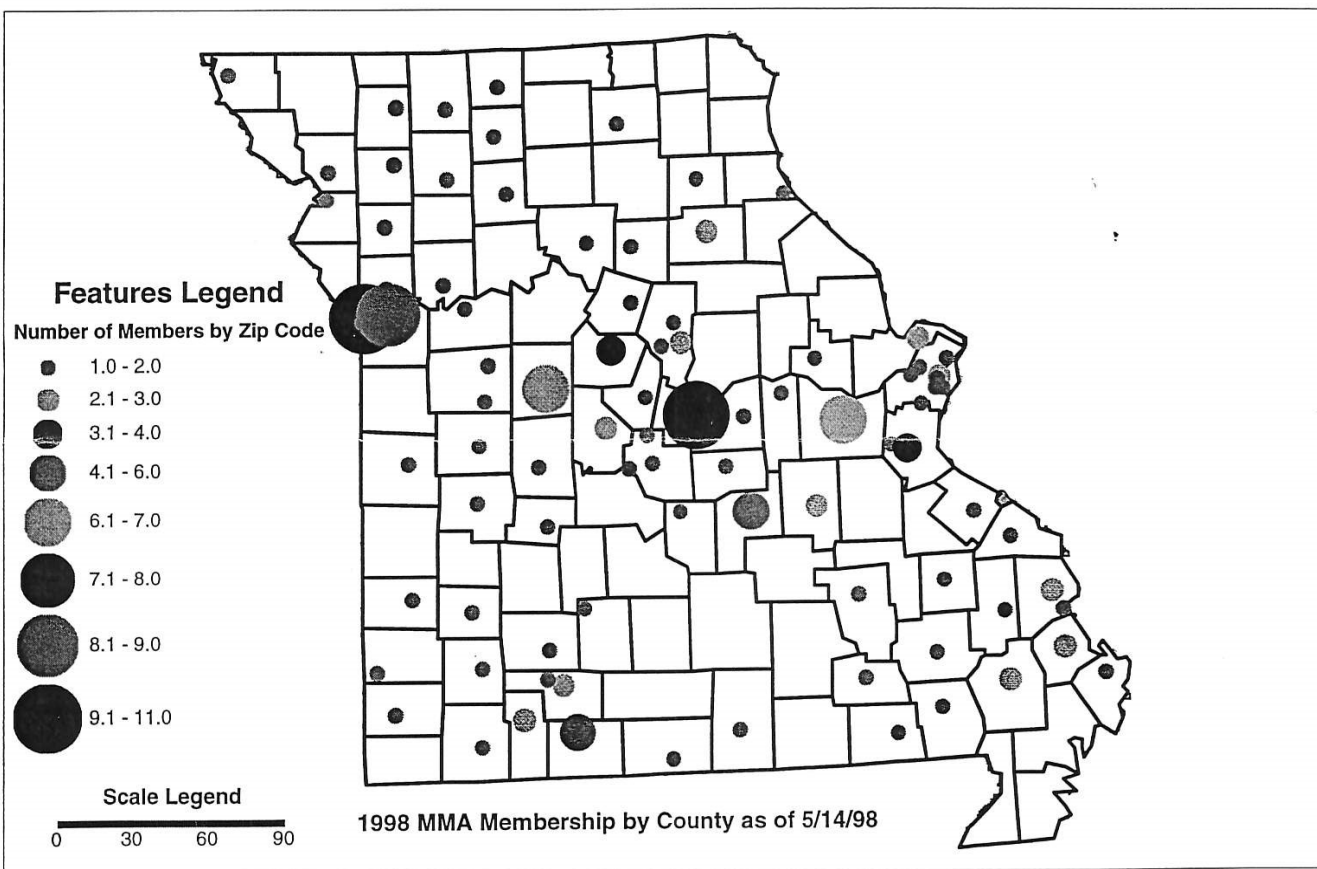 Features Legend
Number of Members by Zip Code
1.0 - 2.0
2.1 - 3.0
3.1 - 4.0
4.1 - 6.0
6.1 - 7.0
7.1 - 8.0
8.1 - 9.0
9.1 - 11.0
Scale Legend
0 30 60 90
1998 MMA Membership by County as of 5/14/98